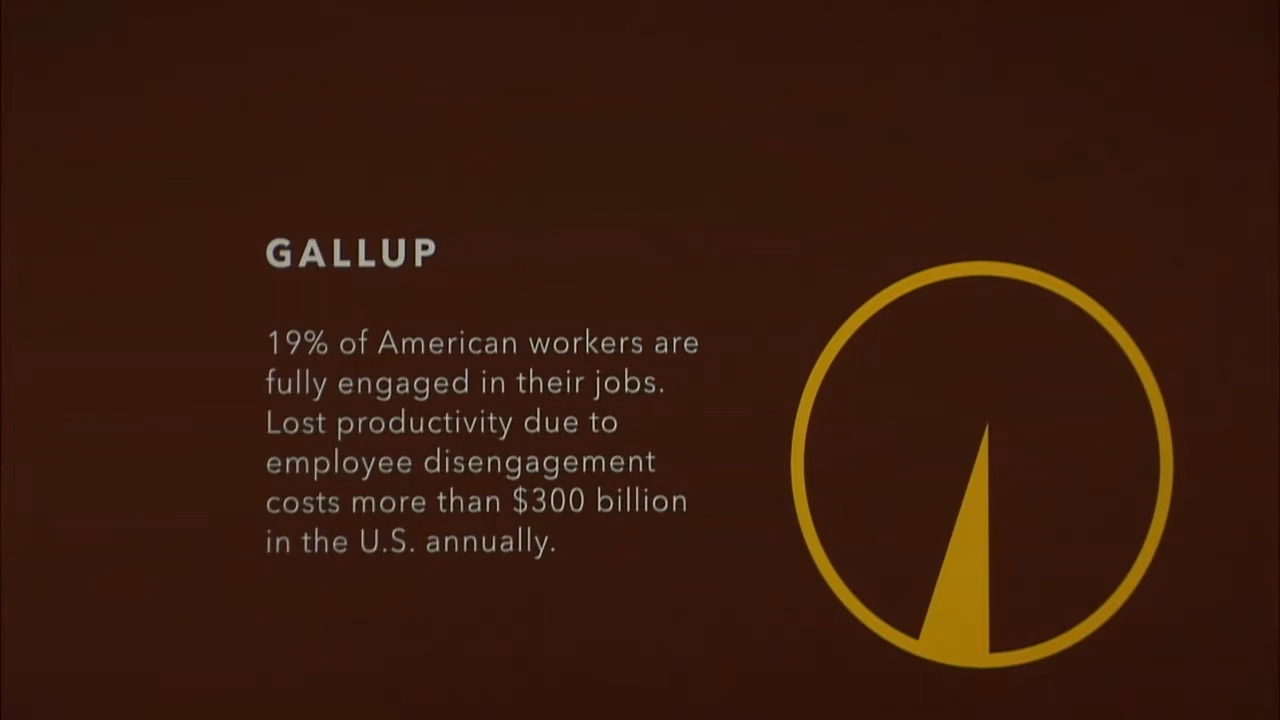 GALLUP
19% of American workers are
fully engaged in their jobs.
Lost productivity due to
employee disengagement
costs more than $300 billion
in the U.S. annually.